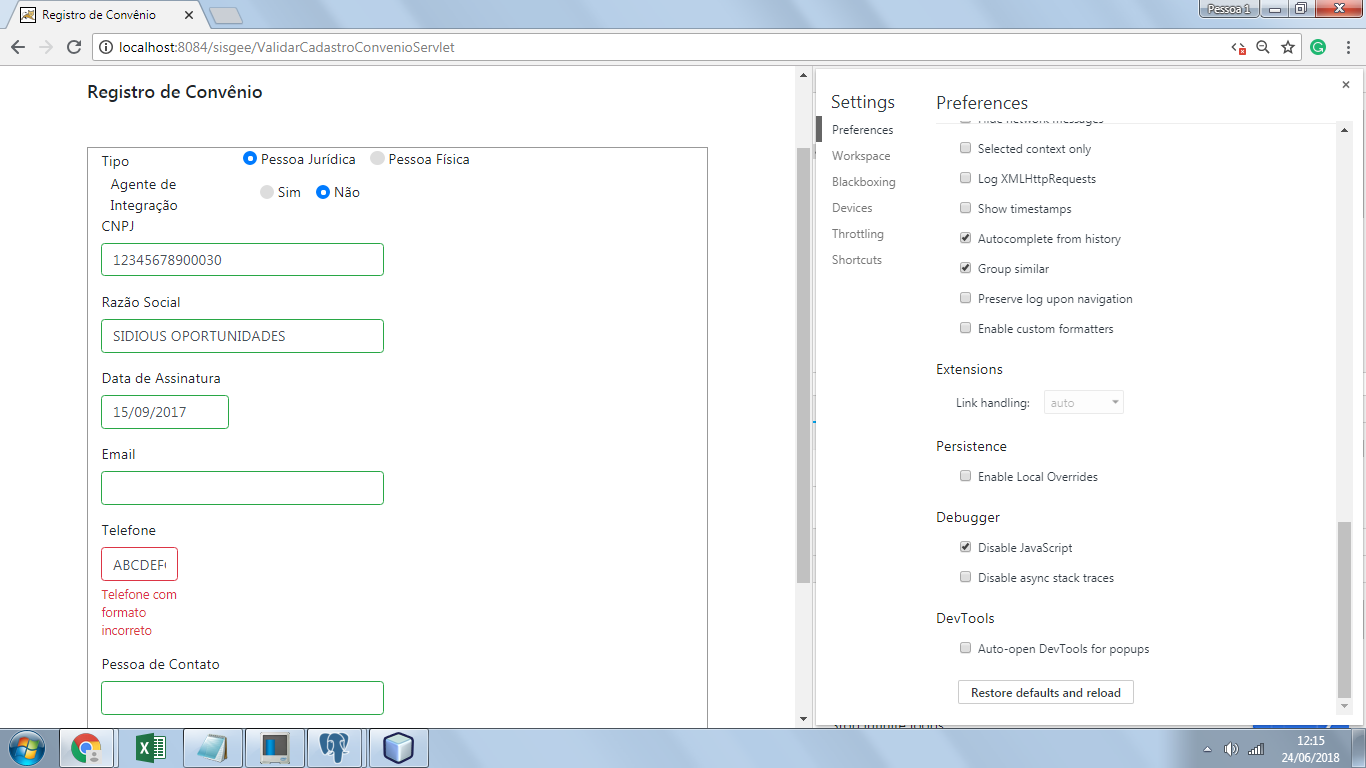 Registro de Convênio
Pessoa 1
localhost:8084/sisgee/ValidarCadastroConvenioServlet
Registro de Convênio
Tipo
Pessoa Jurídica
Pessoa Física
Agente de
Integração
Sim
Não
CNPJ
12345678900030
Razão Social
SIDIOUS OPORTUNIDADES
Data de Assinatura
15/09/2017
Email
Telefone
Telefone com
formato
incorreto
Pessoa de Contato
Settings
Preferences
Workspace
Blackboxing
Devices
Throttling
Shortcuts
Preferences
Hide network messages
Selected context only
Log XMLHttpRequests
Show timestamps
Autocomplete from history
Group similar
Preserve log upon navigation
Enable custom formatters
Extensions
Link handling: auto
Persistence
Enable Local Overrides
Debugger
Disable JavaScript
Disable async stack traces
DevTools
Auto-open DevTools for popups
Restore defaults and reload
12:15
24/06/2018